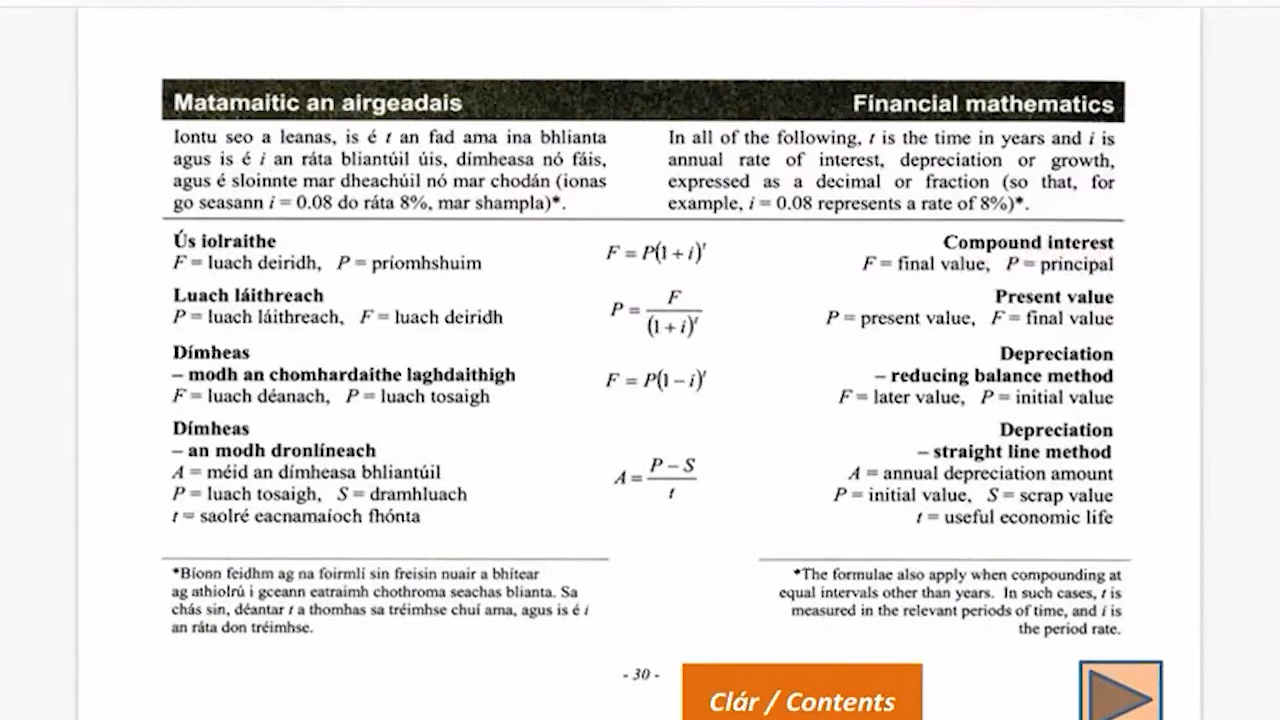 Matamaitic an airgeadais
Financial mathematics
Iontu seo a leanas, is é t an fad ama ina bhlianta
agus is é i an ráta bliantúil úis, dímheasa nó fáis,
agus é sloinnte mar dheachúil nó mar chodán (ionas
go seasann i = 0.08 do ráta 8%, mar shampla)*.
In all of the following, t is the time in years and i is
annual rate of interest, depreciation or growth,
expressed as a decimal or fraction (so that, for
example, i = 0.08 represents a rate of 8%)*.
Ús iolraithe
F = luach deiridh, P = príomhshuim
F = P(1 + i)^t
Compound interest
F = final value, P = principal
Luach láithreach
P = luach láithreach, F = luach deiridh
P = F / (1 + i)^t
Present value
P = present value, F = final value
Dímheas
– modh an chomhardaithe laghdaithigh
F = luach déanach, P = luach tosaigh
F = P(1 − i)^t
Depreciation
– reducing balance method
F = later value, P = initial value
Dímheas
– an modh dronlíneach
A = méid an dímheasa bhliantúil
P = luach tosaigh, S = dramhluach
t = saolré eacnamaíoch fhónta
A = (P − S) / t
Depreciation
– straight line method
A = annual depreciation amount
P = initial value, S = scrap value
t = useful economic life
*Bíonn feidhm ag na foirmlí sin freisin nuair a bhítear
ag athiolrú i gceann eatraimh chothroma seachas blianta. Sa
chás sin, déantar t a thomhas sa tréimhse chuí ama, agus is é i
an ráta don tréimhse.
*The formulae also apply when compounding at
equal intervals other than years. In such cases, t is
measured in the relevant periods of time, and i is
the period rate.
- 30 -
Clár / Contents